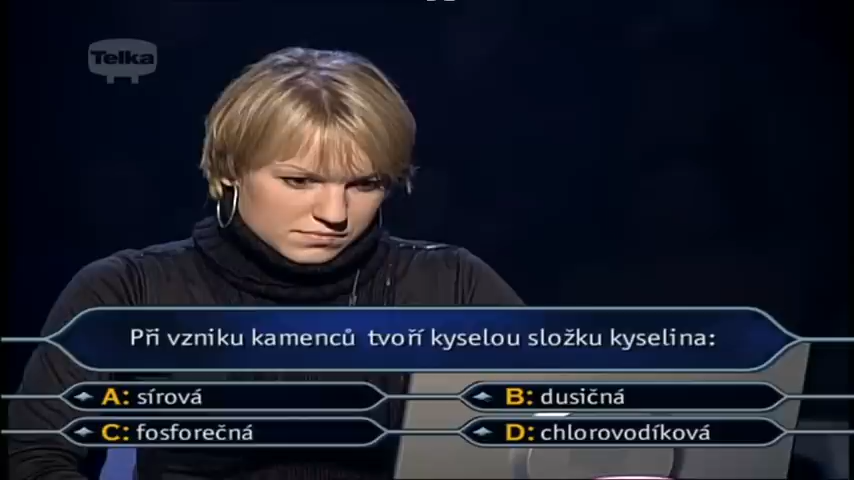 Telka
Při vzniku kamenců tvoří kyselou složku kyselina:
A: sírová
B: dusičná
C: fosforečná
D: chlorovodíková